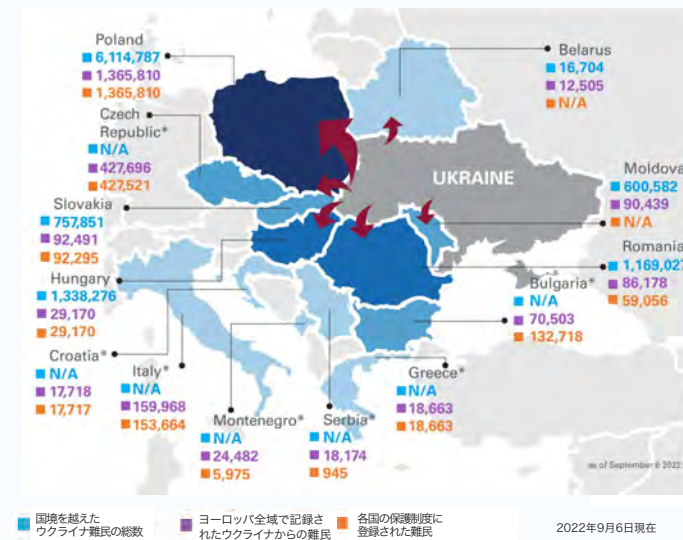 Poland
6,114,787
1,365,810
1,365,810
Belarus
16,704
12,505
N/A
Czech
Republic*
N/A
427,696
427,521
UKRAINE
Moldova
600,582
90,439
N/A
Slovakia
757,851
92,491
92,295
Romania
1,169,027
86,178
59,056
Hungary
1,338,276
29,170
29,170
Bulgaria*
N/A
70,503
132,718
Croatia*
N/A
17,718
17,717
Italy*
N/A
159,968
153,664
Montenegro*
N/A
24,482
5,975
Serbia*
N/A
18,174
945
Greece*
N/A
18,663
18,663
as of September 6 2022
国境を越えた
ウクライナ難民の総数
ヨーロッパ全域で記録さ
れたウクライナからの難民
各国の保護制度に
登録された難民
2022年9月6日現在